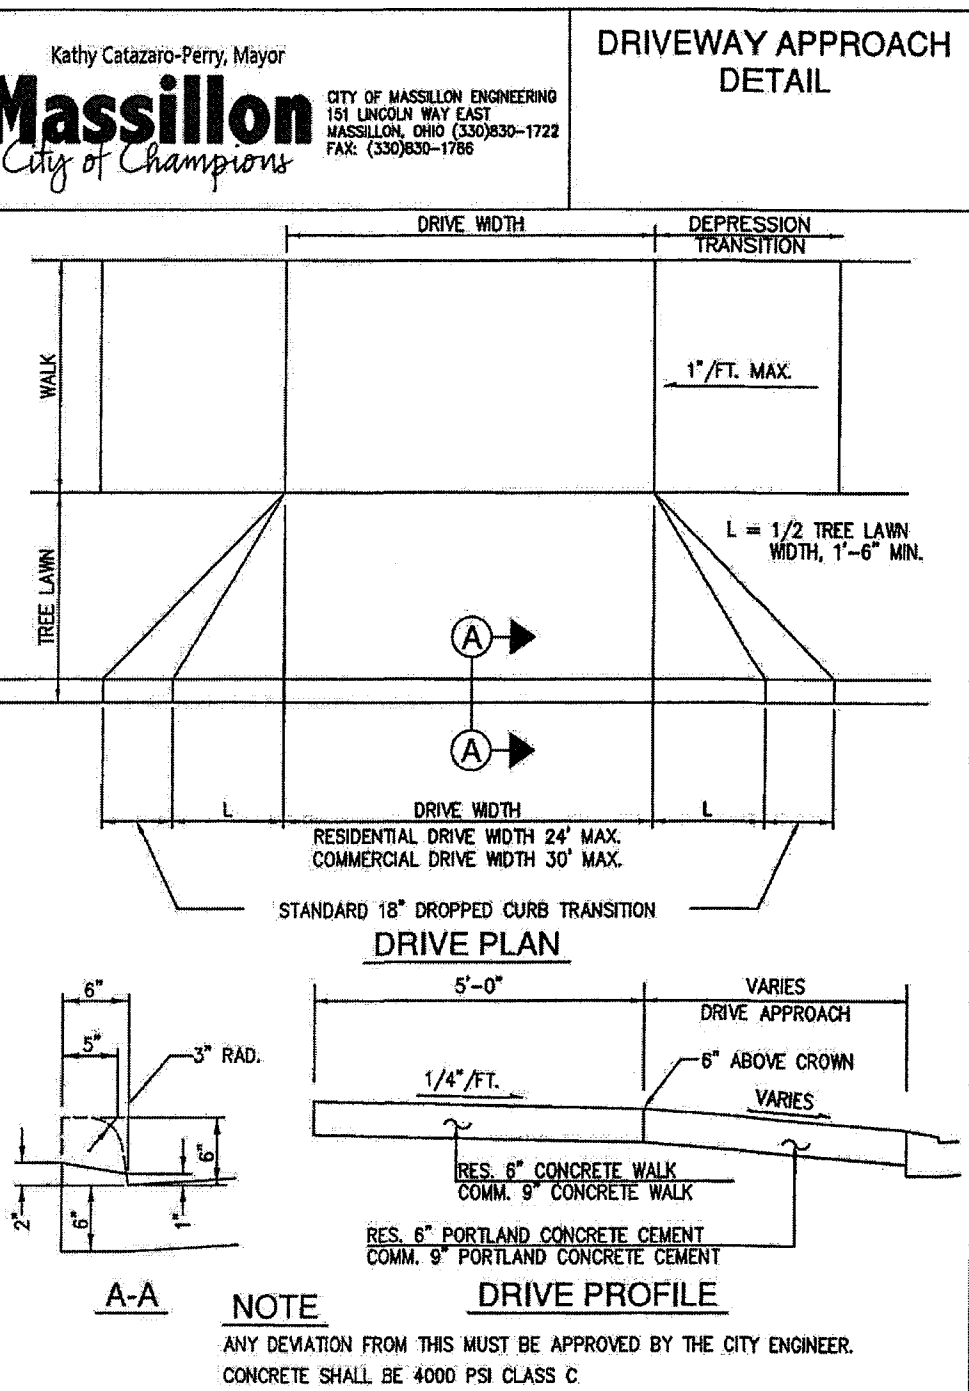 Kathy Catazaro-Perry, Mayor
Massillon
City of Champions
CITY OF MASSILLON ENGINEERING
151 LINCOLN WAY EAST
MASSILLON, OHIO (330)830-1722
FAX: (330)830-1786
DRIVEWAY APPROACH
DETAIL
DRIVE WIDTH
DEPRESSION
TRANSITION
WALK
1"/FT. MAX.
TREE LAWN
L = 1/2 TREE LAWN
WIDTH, 1'-6" MIN.
A
A
L
DRIVE WIDTH
L
RESIDENTIAL DRIVE WIDTH 24' MAX.
COMMERCIAL DRIVE WIDTH 30' MAX.
STANDARD 18" DROPPED CURB TRANSITION
DRIVE PLAN
6"
5"
3" RAD.
6"
2"
6"
1"
A-A
5'-0"
VARIES
DRIVE APPROACH
6" ABOVE CROWN
1/4"/FT.
VARIES
RES. 6" CONCRETE WALK
COMM. 9" CONCRETE WALK
RES. 6" PORTLAND CONCRETE CEMENT
COMM. 9" PORTLAND CONCRETE CEMENT
DRIVE PROFILE
NOTE
ANY DEVIATION FROM THIS MUST BE APPROVED BY THE CITY ENGINEER.
CONCRETE SHALL BE 4000 PSI CLASS C